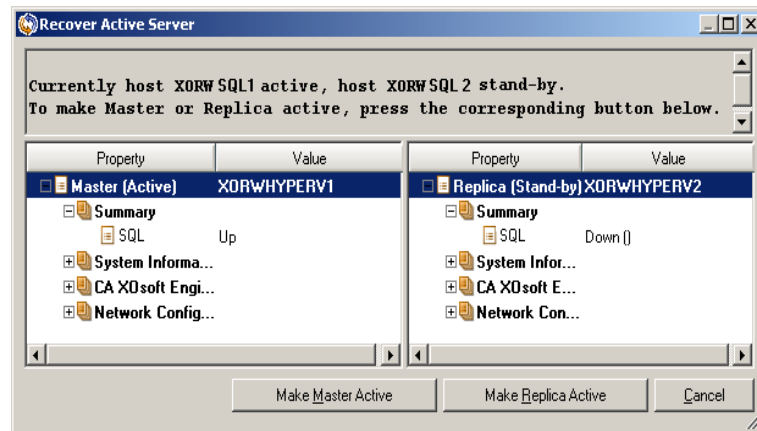 Recover Active Server
Currently host XORWSQL1 active, host XORWSQL2 stand-by.
To make Master or Replica active, press the corresponding button below.
Property Value
Master (Active) XORWHYPERV1
Summary
SQL Up
System Informa...
CA XOsoft Engi...
Network Config...
Property Value
Replica (Stand-by) XORWHYPERV2
Summary
SQL Down ()
System Infor...
CA XOsoft E...
Network Con...
Make Master Active Make Replica Active Cancel